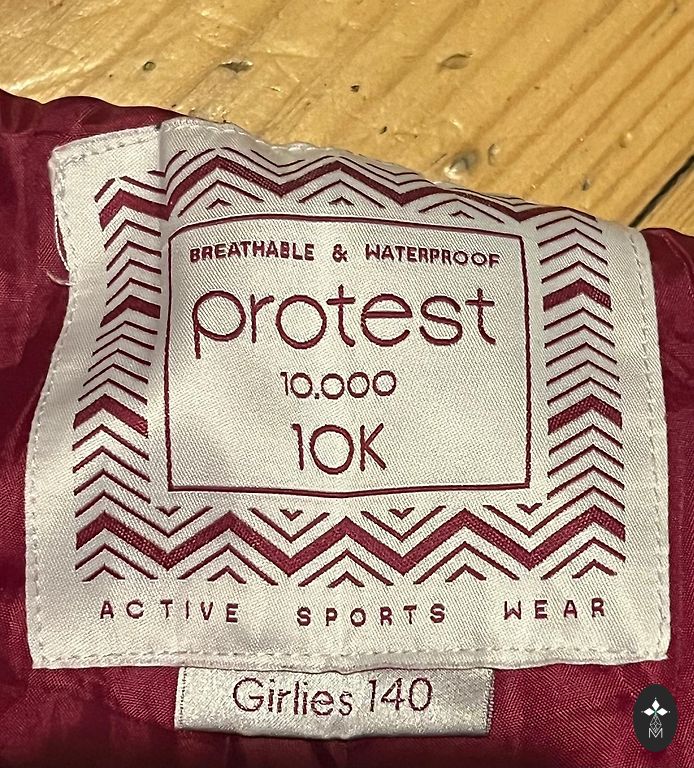 BREATHABLE & WATERPROOF
protest
10.000
10K
ACTIVE SPORTS WEAR
Girlies 140
M